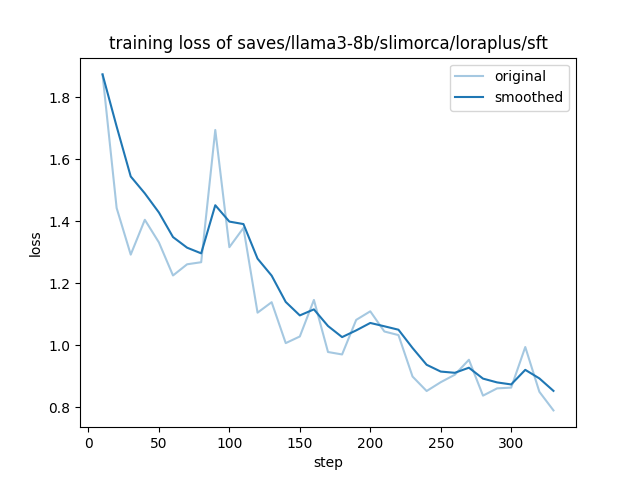 training loss of saves/llama3-8b/slimorca/loraplus/sft
original
smoothed
1.8
1.6
1.4
1.2
1.0
0.8
loss
0 50 100 150 200 250 300
step